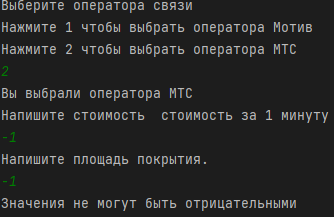 Выберите оператора связи
Нажмите 1 чтобы выбрать оператора Мотив
Нажмите 2 чтобы выбрать оператора МТС
2
Вы выбрали оператора МТС
Напишите стоимость  стоимость за 1 минуту
-1
Напишите площадь покрытия.
-1
Значения не могут быть отрицательными